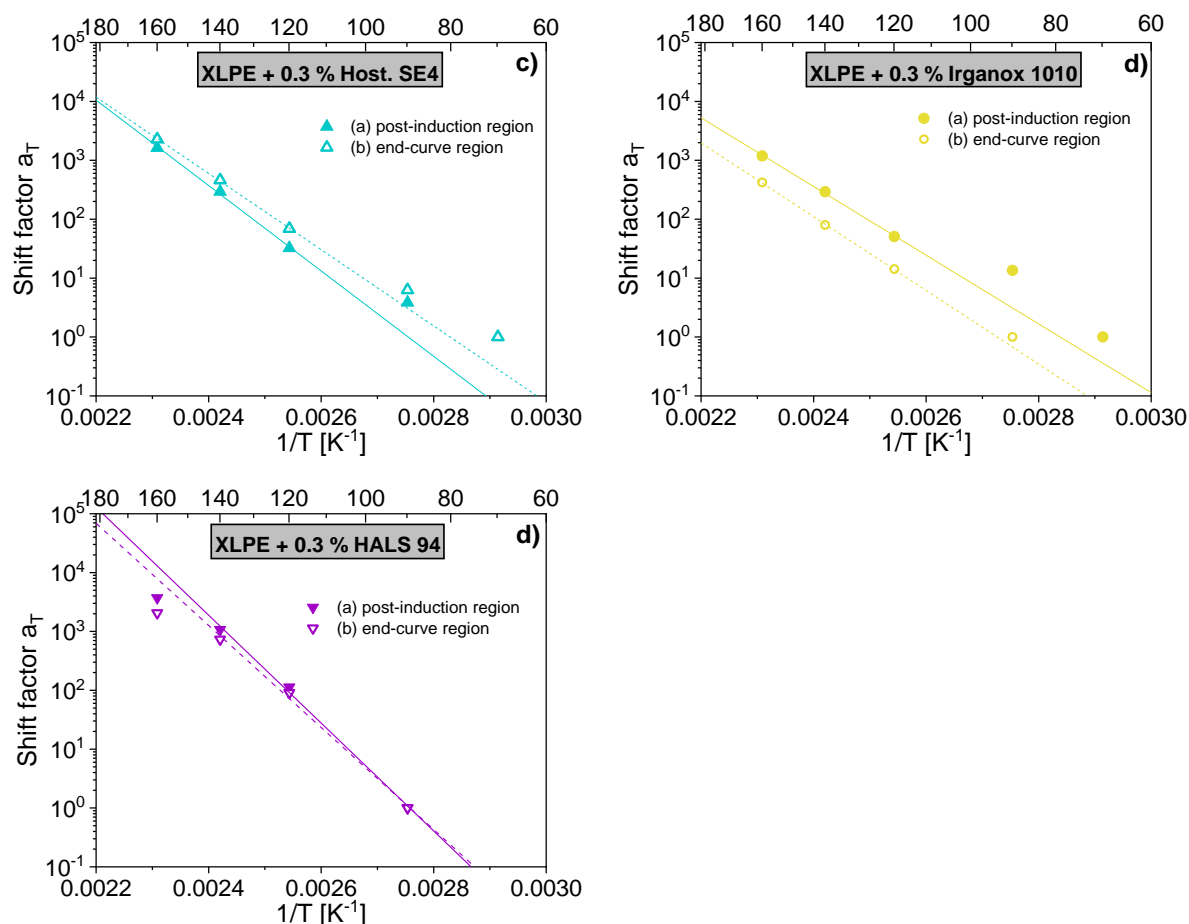 180 160 140 120 100 80 60
10^5
10^4
10^3
10^2
10^1
10^0
10^-1
Shift factor a_T
XLPE + 0.3 % Host. SE4
c)
(a) post-induction region
(b) end-curve region
0.0022 0.0024 0.0026 0.0028 0.0030
1/T [K^-1]
180 160 140 120 100 80 60
10^5
10^4
10^3
10^2
10^1
10^0
10^-1
Shift factor a_T
XLPE + 0.3 % Irganox 1010
d)
(a) post-induction region
(b) end-curve region
0.0022 0.0024 0.0026 0.0028 0.0030
1/T [K^-1]
180 160 140 120 100 80 60
10^5
10^4
10^3
10^2
10^1
10^0
10^-1
Shift factor a_T
XLPE + 0.3 % HALS 94
d)
(a) post-induction region
(b) end-curve region
0.0022 0.0024 0.0026 0.0028 0.0030
1/T [K^-1]